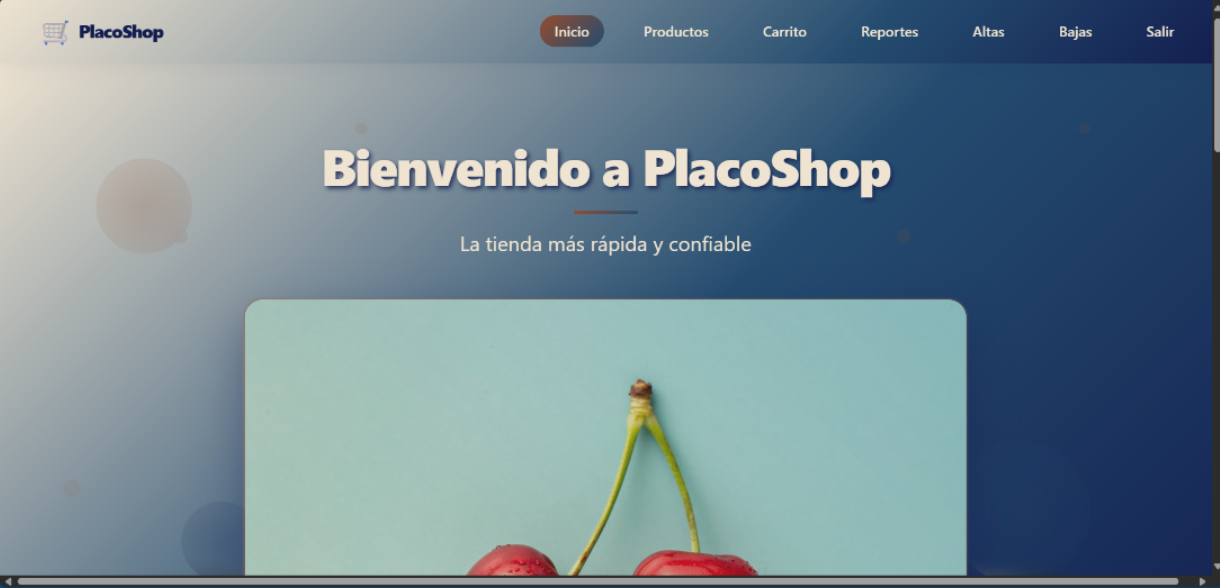 PlacoShop
Inicio
Productos
Carrito
Reportes
Altas
Bajas
Salir
Bienvenido a PlacoShop
La tienda más rápida y confiable